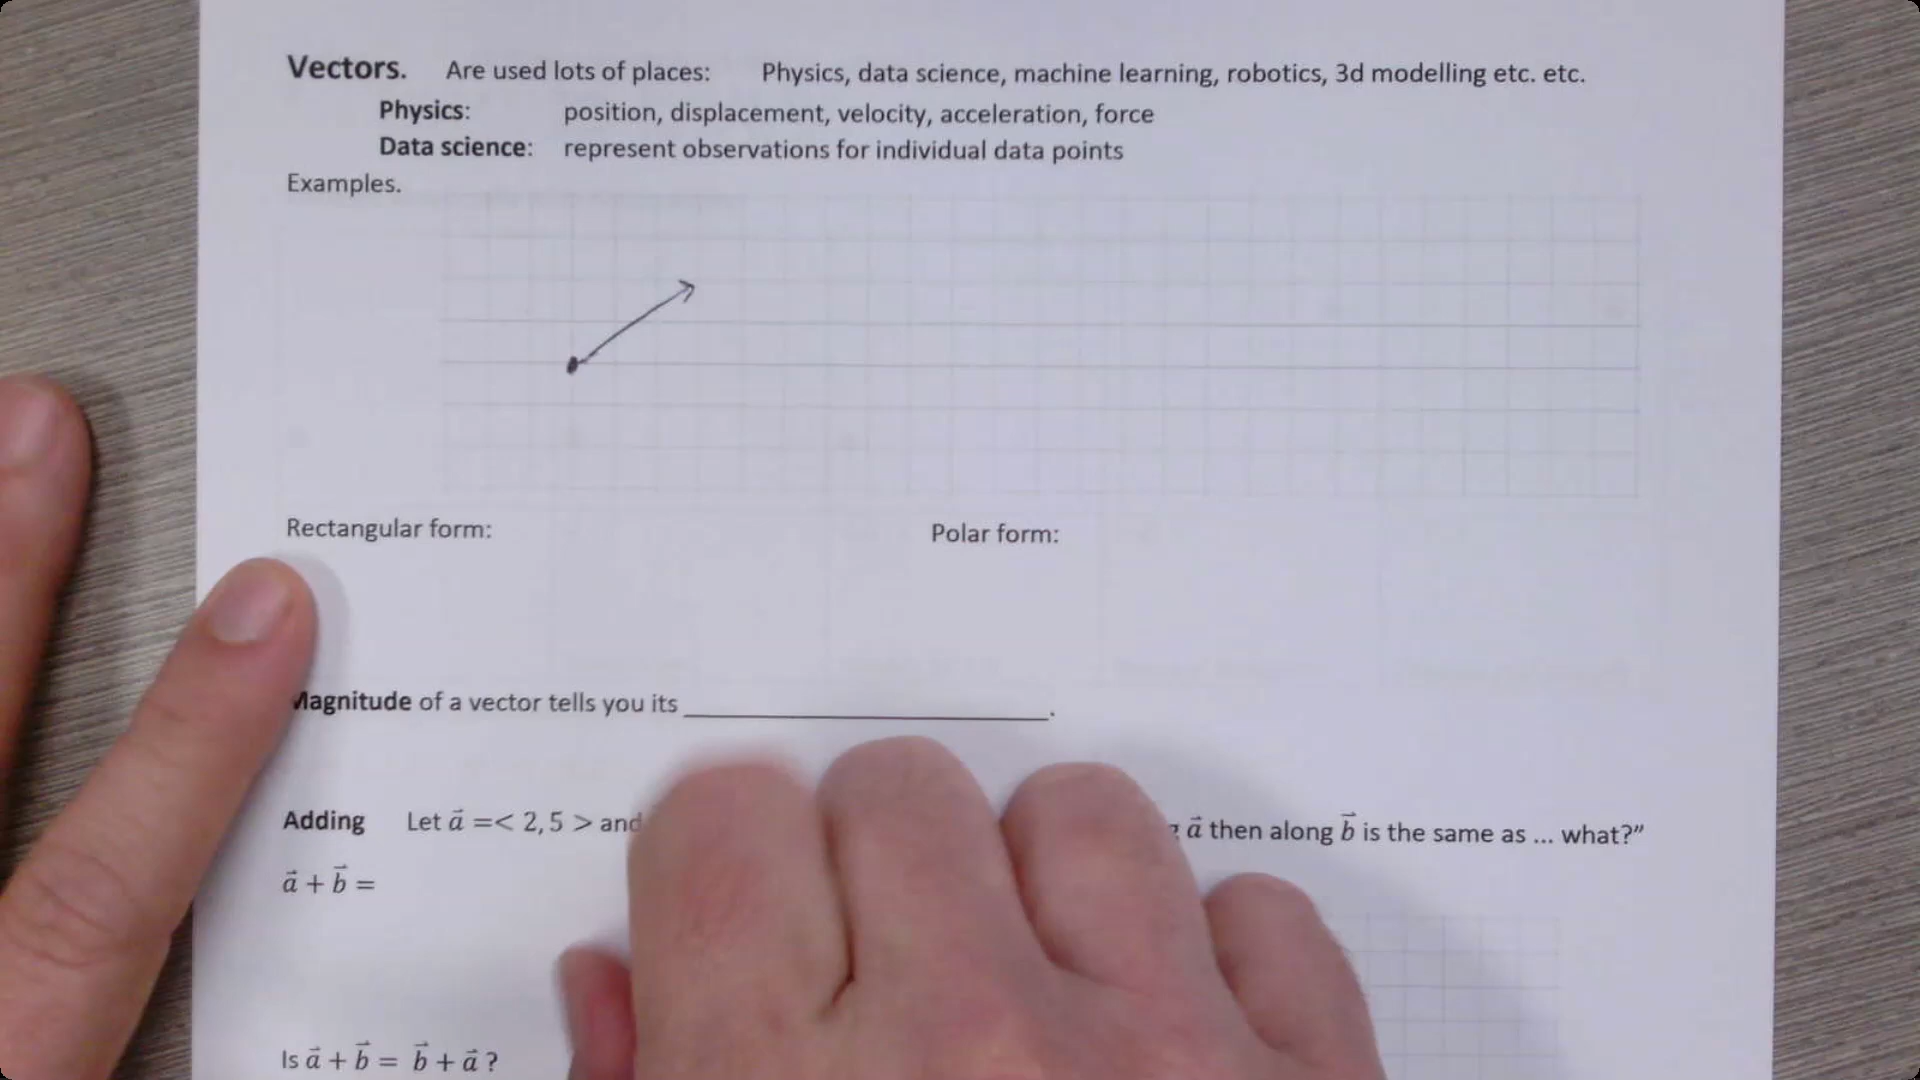 Vectors. Are used lots of places: Physics, data science, machine learning, robotics, 3d modelling etc. etc.
Physics: position, displacement, velocity, acceleration, force
Data science: represent observations for individual data points
Examples.
Rectangular form: Polar form:
Magnitude of a vector tells you its ____________________.
Adding Let a⃗ =< 2, 5 > and a⃗ then along b⃗ is the same as ... what?”
a⃗ + b⃗ =
Is a⃗ + b⃗ = b⃗ + a⃗ ?